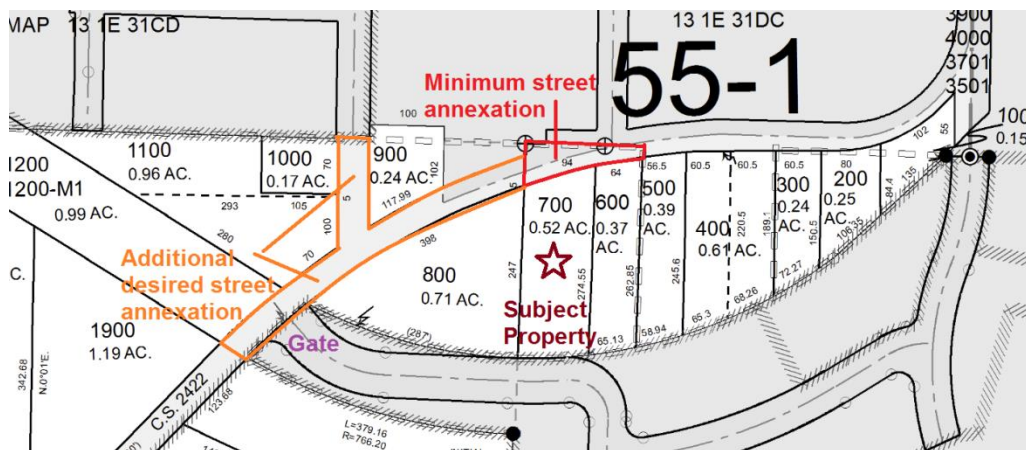 MAP 13 1E 31CD
13 1E 31DC
3900
4000
3701
3501
55-1
Minimum street
annexation
100
100
0.15
102
55
1200
1200-M1
0.99 AC.
1100
0.96 AC.
1000
0.17 AC.
70
900
0.24 AC.
102
94
64
56.5
60.5
60.5
60.5
80
293
105
5
117.99
5
100
280
70
398
700
0.52 AC.
600
0.37
AC.
500
0.39
AC.
400
0.61 AC.
220.5
300
0.24
AC.
189.1
200
0.25
AC.
150.5
84.4
135
106.35
72.27
68.26
65.3
58.94
65.13
245.6
262.85
274.55
247
C.
Additional
desired street
annexation
800
0.71 AC.
Subject
Property
1900
1.19 AC.
Gate
(287)
342.68
N.0°01'E.
C.S. 2422
123.68
L=379.16
R=766.20